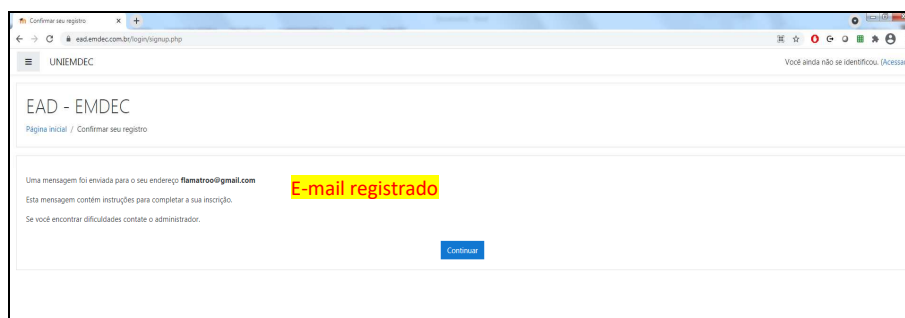 Confirmar seu registro
ead.emdec.com.br/login/signup.php
UNIEMDEC
Você ainda não se identificou. (Acessar
EAD - EMDEC
Página inicial / Confirmar seu registro
Uma mensagem foi enviada para o seu endereço flamatroo@gmail.com
E-mail registrado
Esta mensagem contém instruções para completar a sua inscrição.
Se você encontrar dificuldades contate o administrador.
Continuar